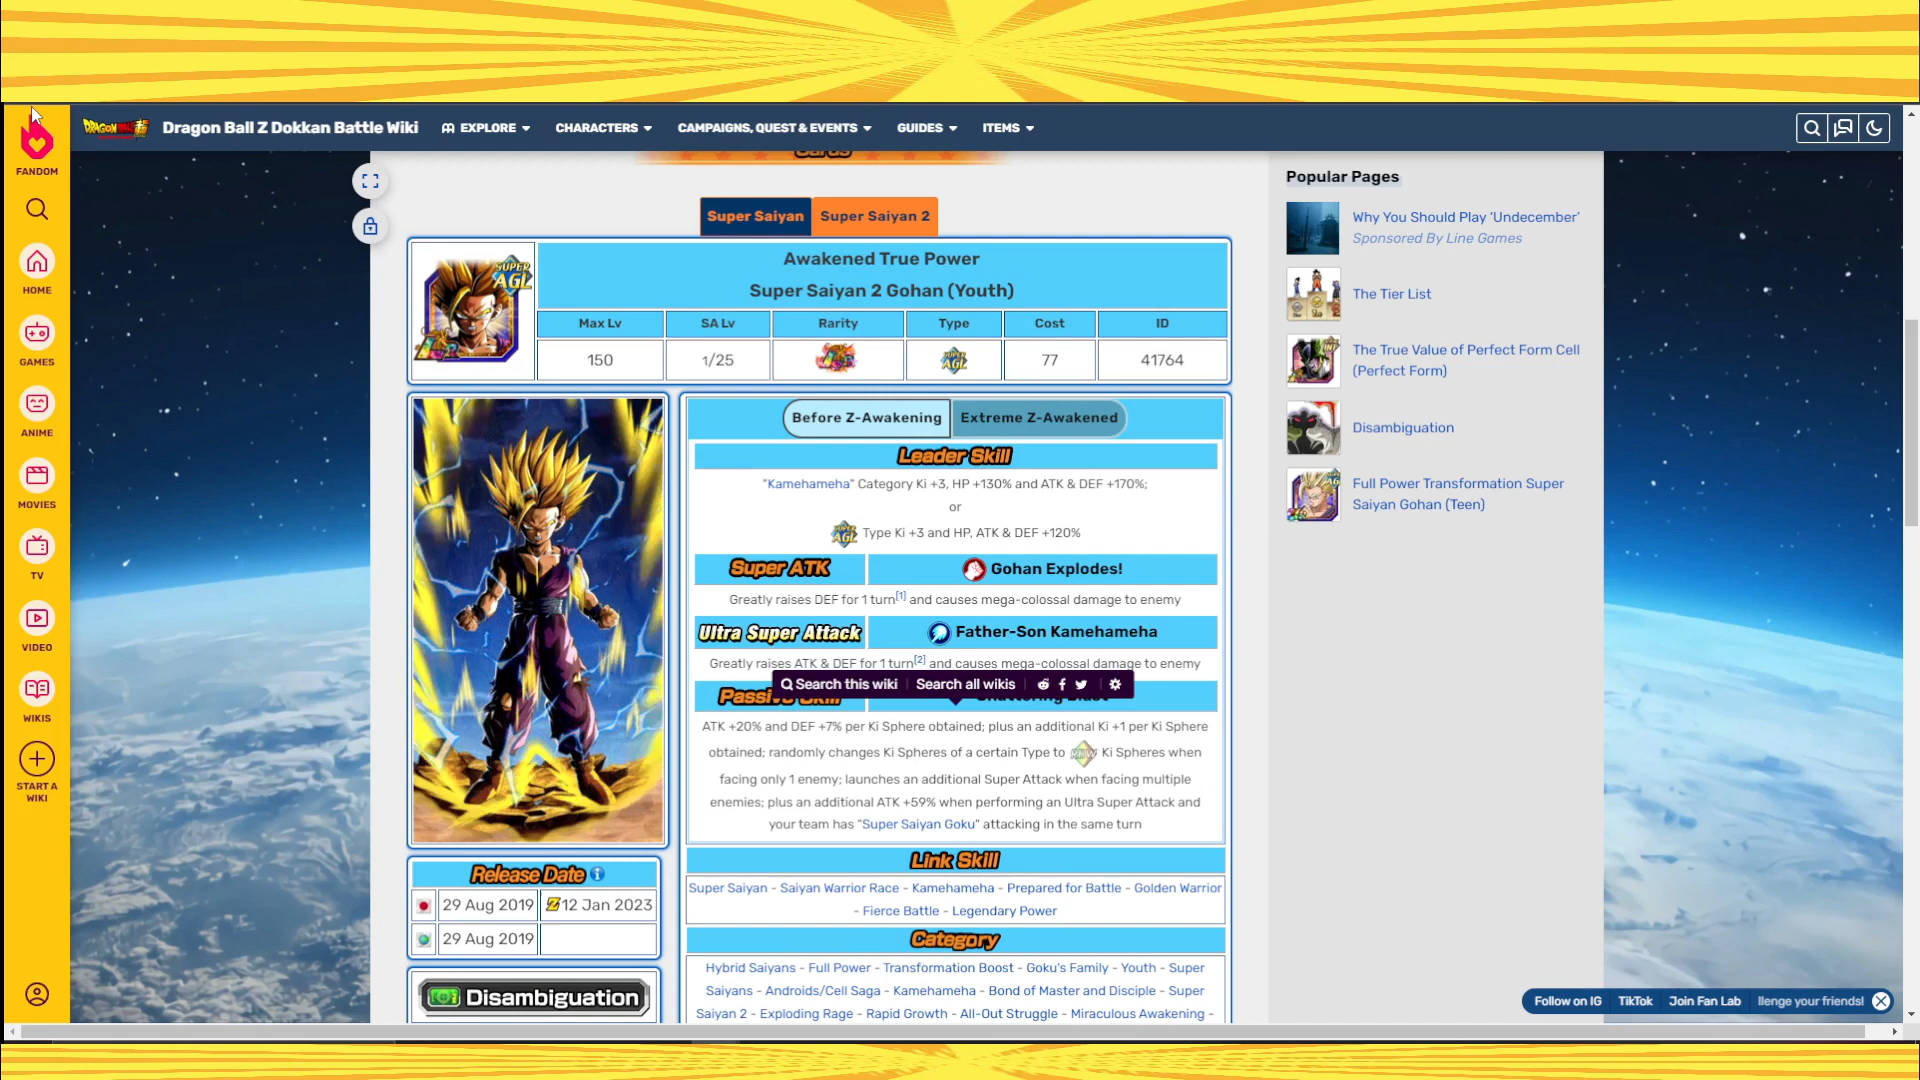 Dragon Ball Z Dokkan Battle Wiki
EXPLORE
CHARACTERS
CAMPAIGNS, QUEST & EVENTS
GUIDES
ITEMS
FANDOM
HOME
GAMES
ANIME
MOVIES
TV
VIDEO
WIKIS
START A
WIKI
Cards
Super Saiyan
Super Saiyan 2
SUPER
AGL
LR
Awakened True Power
Super Saiyan 2 Gohan (Youth)
Max Lv
SA Lv
Rarity
Type
Cost
ID
150
1/25
LR
SUPER
AGL
77
41764
Before Z-Awakening
Extreme Z-Awakened
Leader Skill
"Kamehameha" Category Ki +3, HP +130% and ATK & DEF +170%;
or
SUPER AGL Type Ki +3 and HP, ATK & DEF +120%
Super ATK
Gohan Explodes!
Greatly raises DEF for 1 turn[1] and causes mega-colossal damage to enemy
Ultra Super Attack
Father-Son Kamehameha
Greatly raises ATK & DEF for 1 turn[2] and causes mega-colossal damage to enemy
Search this wiki
Search all wikis
Passive Skill
ATK +20% and DEF +7% per Ki Sphere obtained; plus an additional Ki +1 per Ki Sphere
obtained; randomly changes Ki Spheres of a certain Type to Ki Spheres when
facing only 1 enemy; launches an additional Super Attack when facing multiple
enemies; plus an additional ATK +59% when performing an Ultra Super Attack and
your team has "Super Saiyan Goku" attacking in the same turn
Link Skill
Super Saiyan - Saiyan Warrior Race - Kamehameha - Prepared for Battle - Golden Warrior
- Fierce Battle - Legendary Power
Category
Hybrid Saiyans - Full Power - Transformation Boost - Goku's Family - Youth - Super
Saiyans - Androids/Cell Saga - Kamehameha - Bond of Master and Disciple - Super
Saiyan 2 - Exploding Rage - Rapid Growth - All-Out Struggle - Miraculous Awakening -
Release Date
29 Aug 2019
12 Jan 2023
29 Aug 2019
Disambiguation
Popular Pages
Why You Should Play ‘Undecember’
Sponsored By Line Games
The Tier List
The True Value of Perfect Form Cell
(Perfect Form)
Disambiguation
Full Power Transformation Super
Saiyan Gohan (Teen)
Follow on IG
TikTok
Join Fan Lab
llenge your friends!